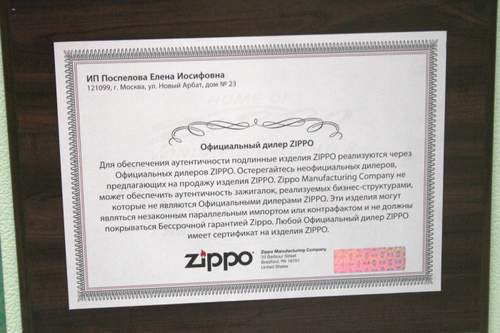 ИП Поспелова Елена Иосифовна
121099, г. Москва, ул. Новый Арбат, дом № 23
Официальный дилер ZIPPO
Для обеспечения аутентичности подлинные изделия ZIPPO реализуются через
Официальных дилеров ZIPPO. Остерегайтесь неофициальных дилеров,
предлагающих на продажу изделия ZIPPO. Zippo Manufacturing Company не
может обеспечить аутентичность зажигалок, реализуемых бизнес-структурами,
которые не являются Официальными дилерами ZIPPO. Эти изделия могут
являться незаконным параллельным импортом или контрафактом и не должны
покрываться Бессрочной гарантией Zippo. Любой Официальный дилер ZIPPO
имеет сертификат на изделия ZIPPO.
zippo
Zippo Manufacturing Company
33 Barbour Street
Bradford, PA 16701
United States